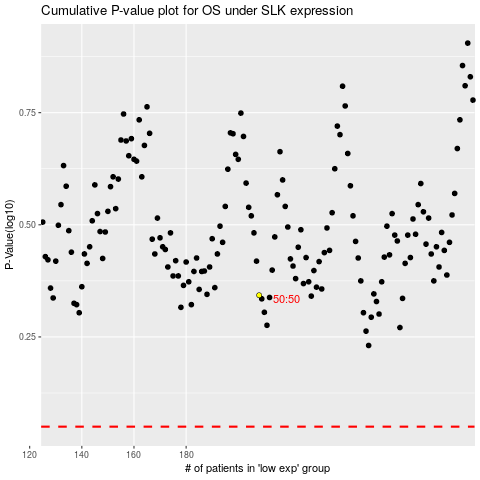 Cumulative P-value plot for OS under SLK expression
P-Value(log10)
0.75
0.50
0.25
50:50
120 140 160 180
# of patients in 'low exp' group